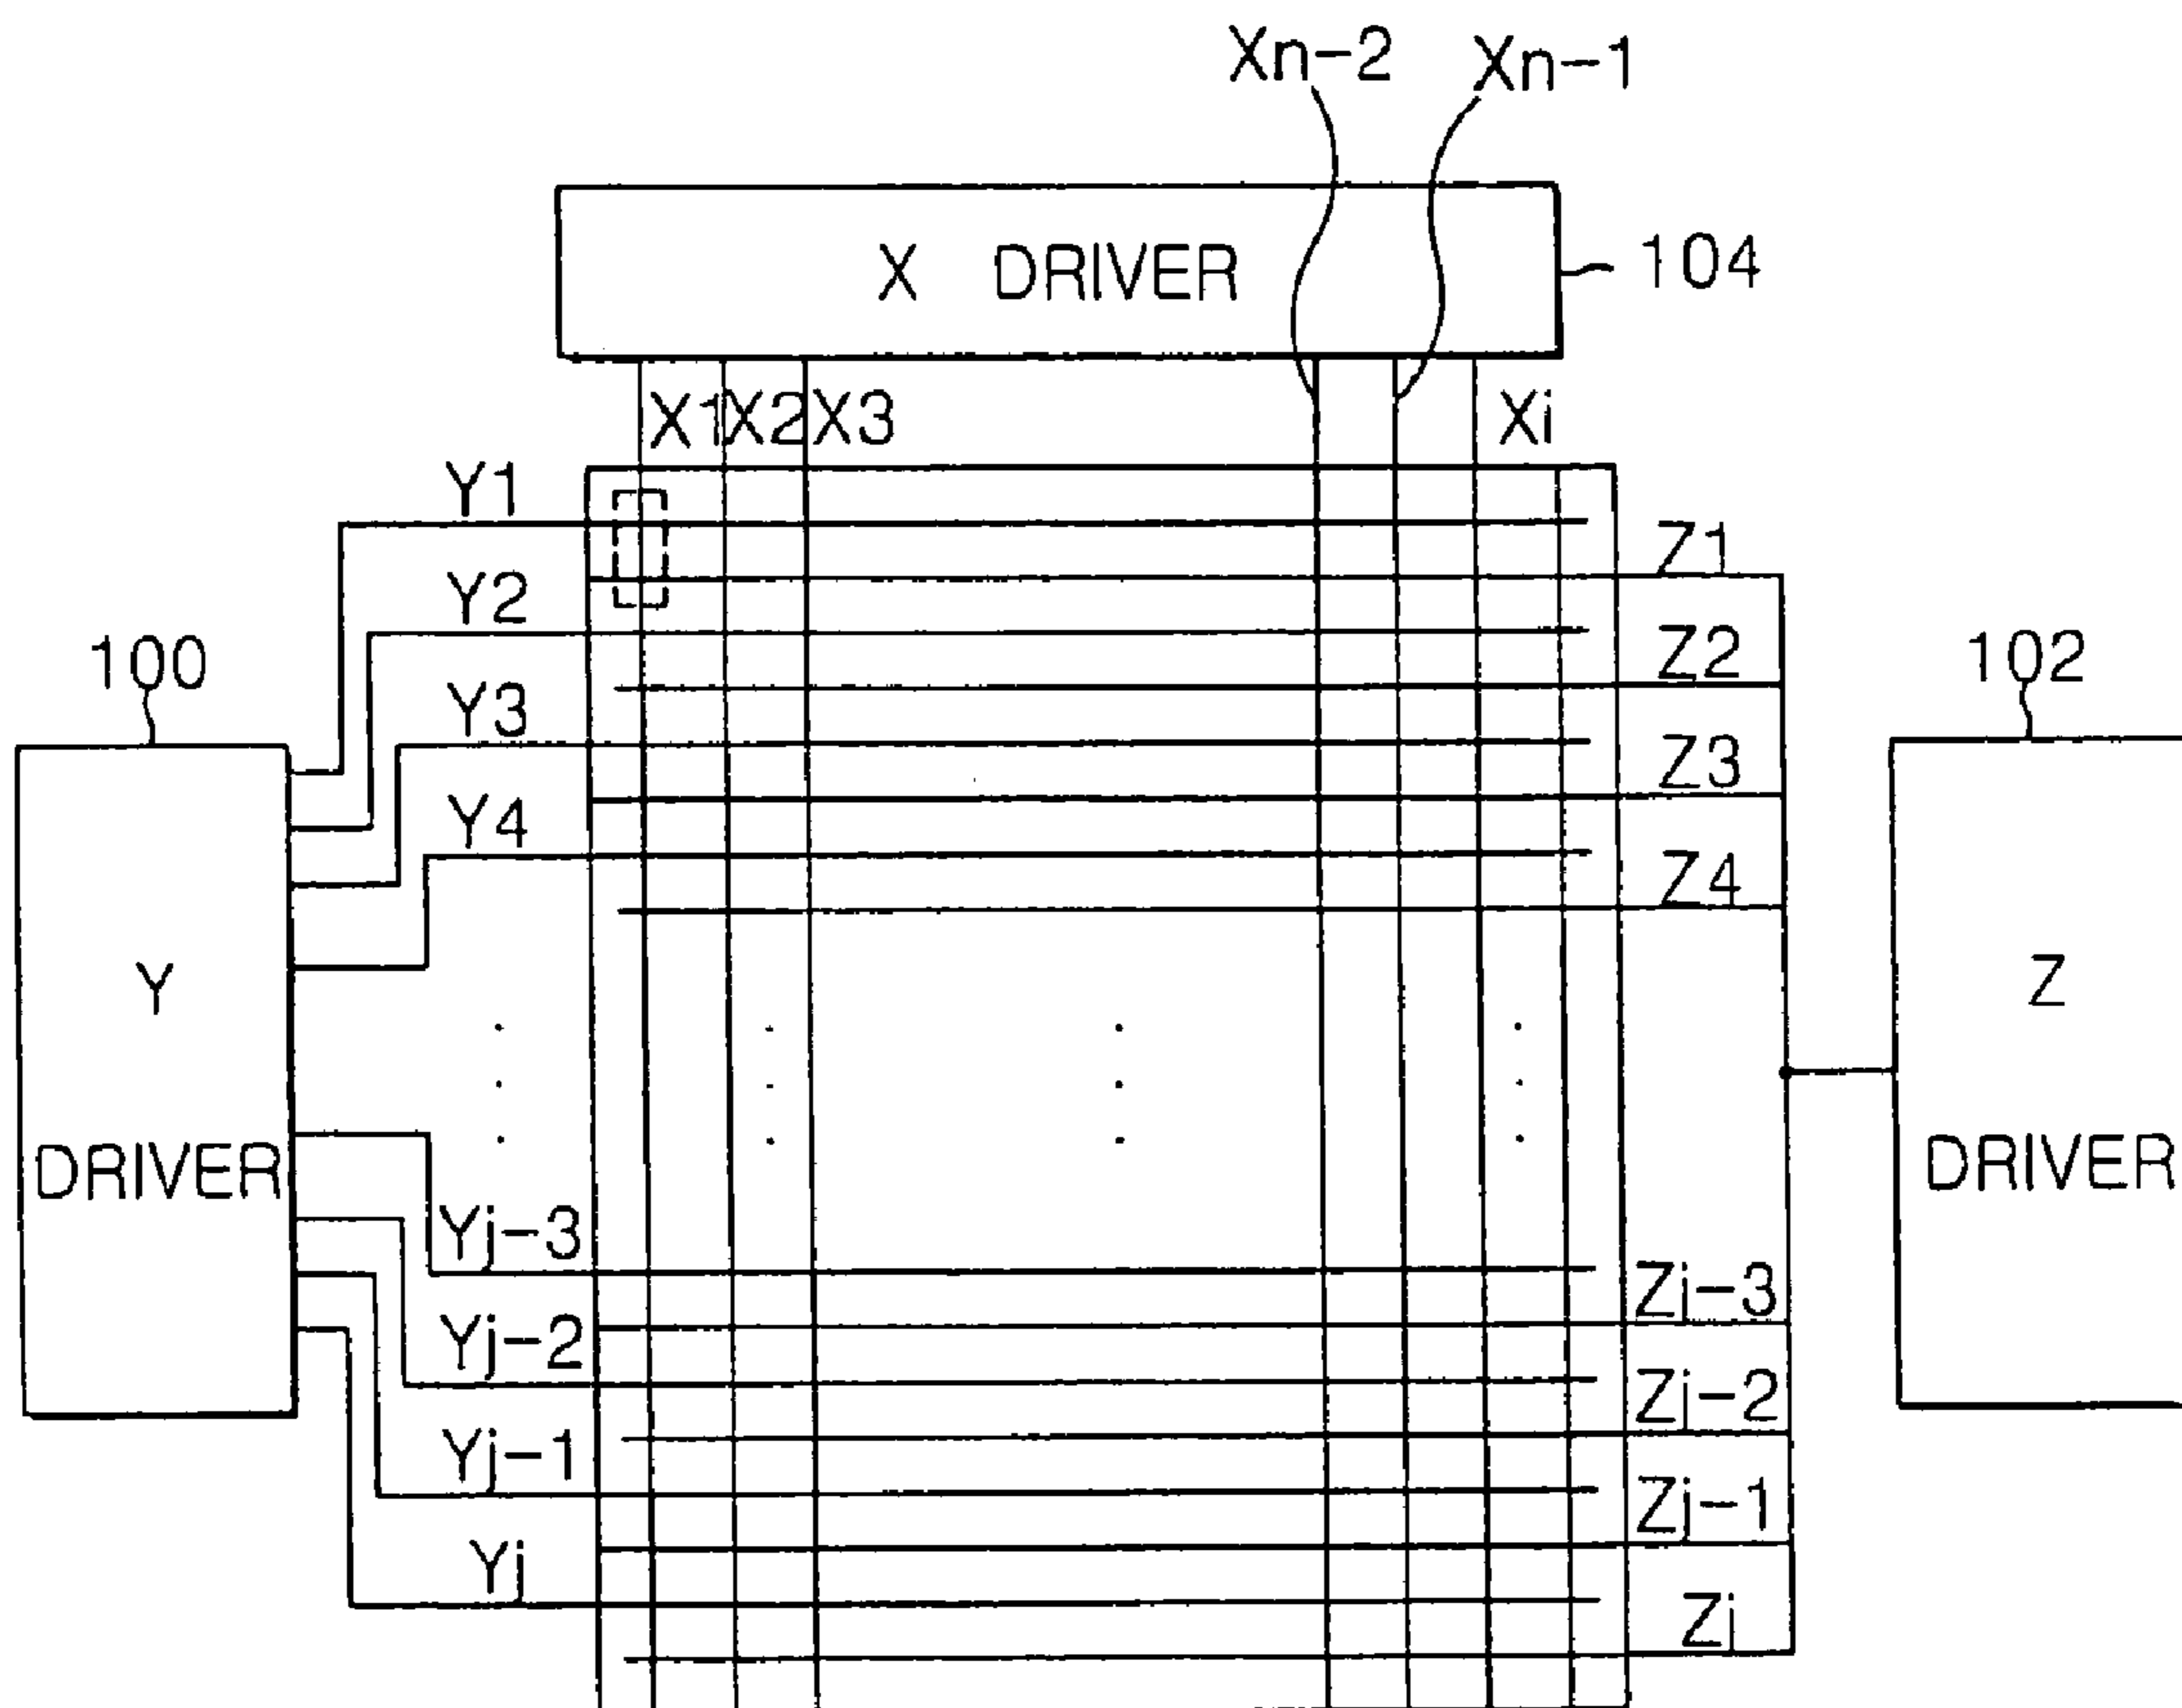 Xn-2 Xn-1
X DRIVER 104
X1 X2 X3 Xi
Y1
Z1
Y2
Z2
100
102
Y3
Z3
Y4
Z4
Y
DRIVER
Z
DRIVER
Yj-3
Zj-3
Yj-2
Zj-2
Yj-1
Zj-1
Yj
Zj